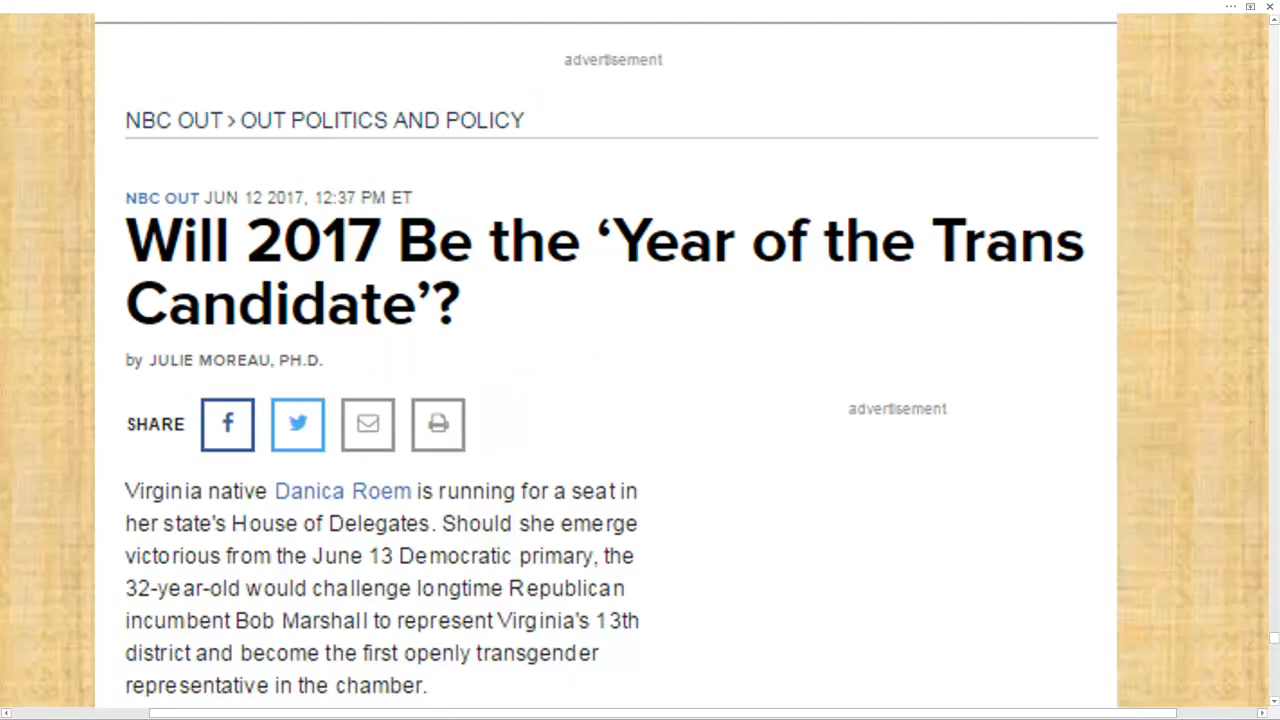 advertisement
NBC OUT > OUT POLITICS AND POLICY
NBC OUT JUN 12 2017, 12:37 PM ET
Will 2017 Be the ‘Year of the Trans
Candidate’?
by JULIE MOREAU, PH.D.
SHARE
advertisement
Virginia native Danica Roem is running for a seat in
her state's House of Delegates. Should she emerge
victorious from the June 13 Democratic primary, the
32-year-old would challenge longtime Republican
incumbent Bob Marshall to represent Virginia's 13th
district and become the first openly transgender
representative in the chamber.